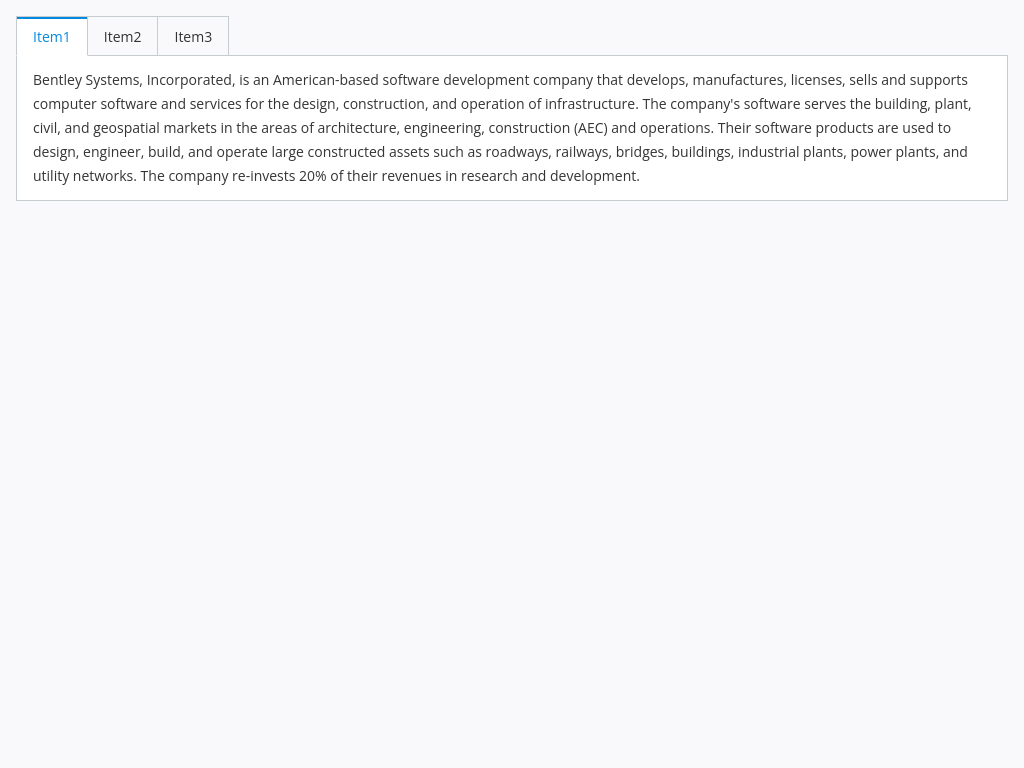 Item1 Item2 Item3
Bentley Systems, Incorporated, is an American-based software development company that develops, manufactures, licenses, sells and supports
computer software and services for the design, construction, and operation of infrastructure. The company's software serves the building, plant,
civil, and geospatial markets in the areas of architecture, engineering, construction (AEC) and operations. Their software products are used to
design, engineer, build, and operate large constructed assets such as roadways, railways, bridges, buildings, industrial plants, power plants, and
utility networks. The company re-invests 20% of their revenues in research and development.